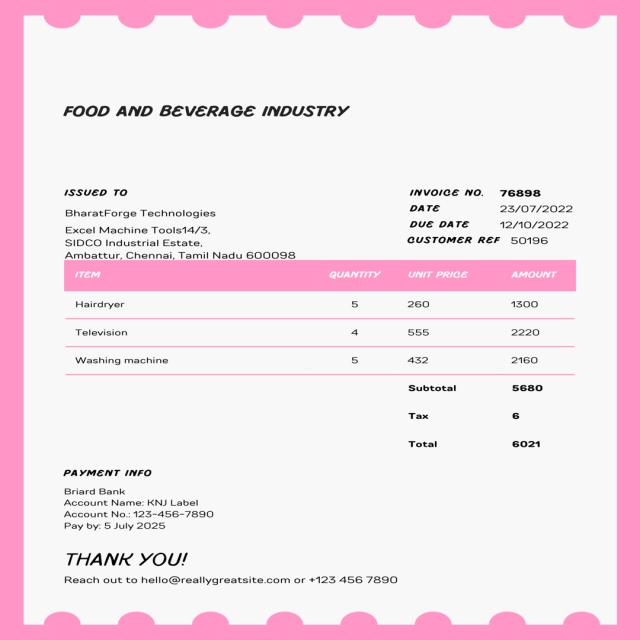 FOOD AND BEVERAGE INDUSTRY
ISSUED TO
BharatForge Technologies
Excel Machine Tools14/3,
SIDCO Industrial Estate,
Ambattur, Chennai, Tamil Nadu 600098
INVOICE NO. 76898
DATE 23/07/2022
DUE DATE 12/10/2022
CUSTOMER REF 50196
ITEM QUANTITY UNIT PRICE AMOUNT
Hairdryer 5 260 1300
Television 4 555 2220
Washing machine 5 432 2160
Subtotal 5680
Tax 6
Total 6021
PAYMENT INFO
Briard Bank
Account Name: KNJ Label
Account No.: 123-456-7890
Pay by: 5 July 2025
THANK YOU!
Reach out to hello@reallygreatsite.com or +123 456 7890